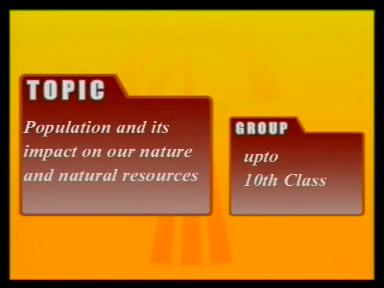 TOPIC
Population and its
impact on our nature
and natural resources
GROUP
upto
10th Class